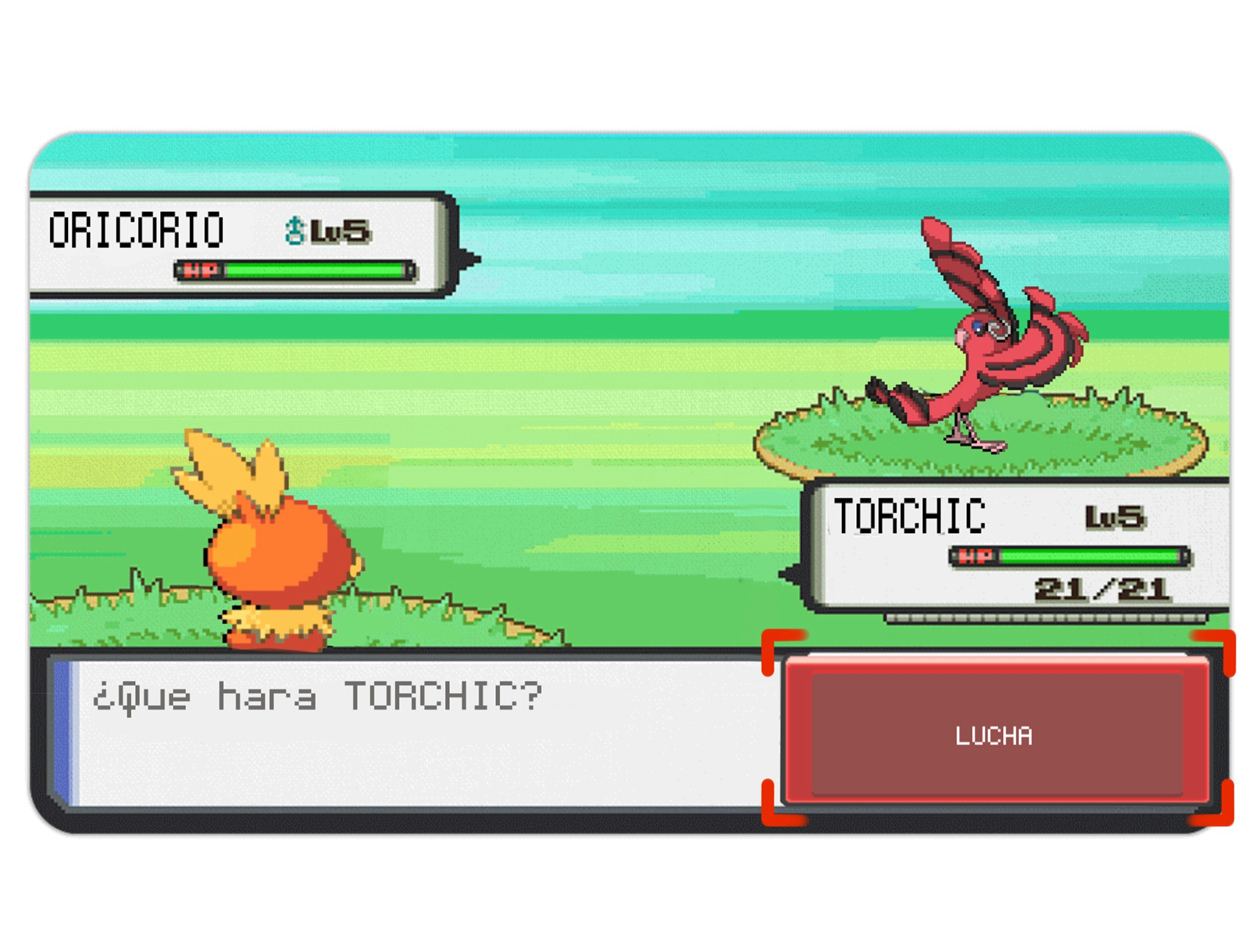 ORICORIO ♂Lv5
HP
TORCHIC Lv5
HP
21/21
¿Que hara TORCHIC?
LUCHA